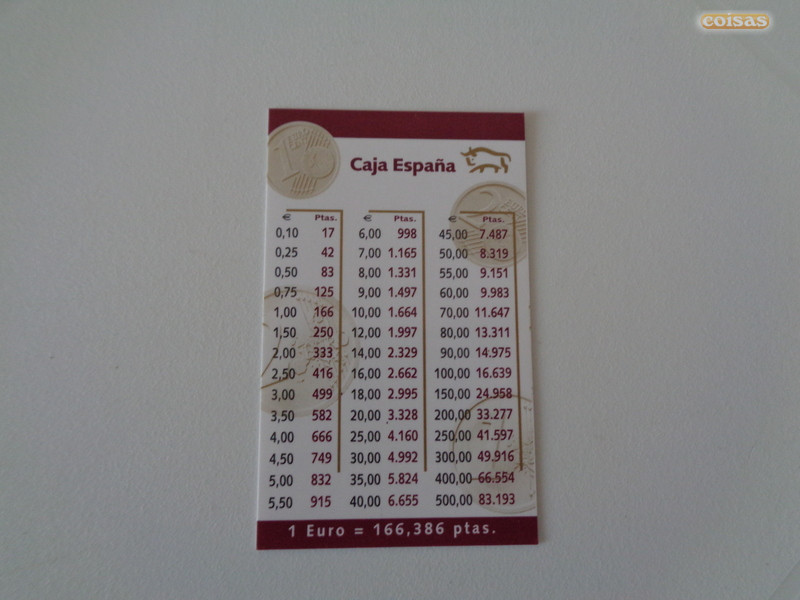 coisas
Caja España
€ Ptas. € Ptas. € Ptas.
0,10 17 6,00 998 45,00 7.487
0,25 42 7,00 1.165 50,00 8.319
0,50 83 8,00 1.331 55,00 9.151
0,75 125 9,00 1.497 60,00 9.983
1,00 166 10,00 1.664 70,00 11.647
1,50 250 12,00 1.997 80,00 13.311
2,00 333 14,00 2.329 90,00 14.975
2,50 416 16,00 2.662 100,00 16.639
3,00 499 18,00 2.995 150,00 24.958
3,50 582 20,00 3.328 200,00 33.277
4,00 666 25,00 4.160 250,00 41.597
4,50 749 30,00 4.992 300,00 49.916
5,00 832 35,00 5.824 400,00 66.554
5,50 915 40,00 6.655 500,00 83.193
1 Euro = 166,386 ptas.